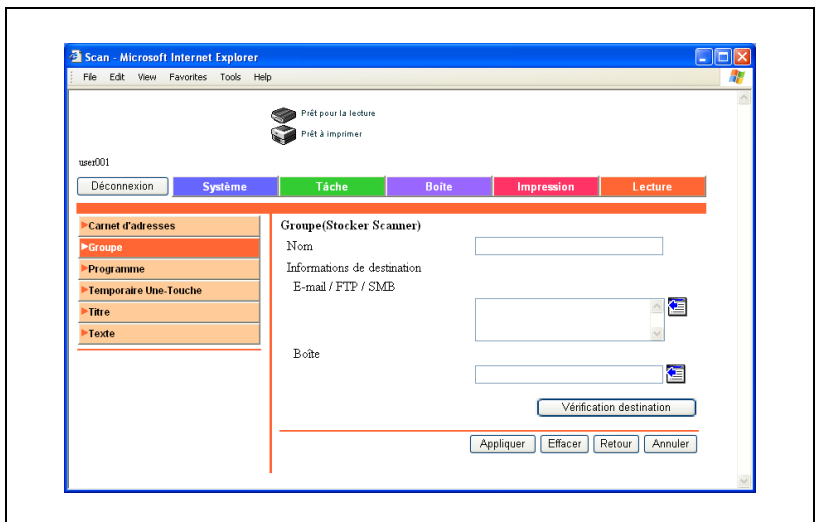 Scan - Microsoft Internet Explorer
File Edit View Favorites Tools Help
Prêt pour la lecture
Prêt à imprimer
user001
Déconnexion Système Tâche Boîte Impression Lecture
Carnet d'adresses
Groupe
Programme
Temporaire Une-Touche
Titre
Texte
Groupe(Stocker Scanner)
Nom
Informations de destination
E-mail / FTP / SMB
Boîte
Vérification destination
Appliquer Effacer Retour Annuler